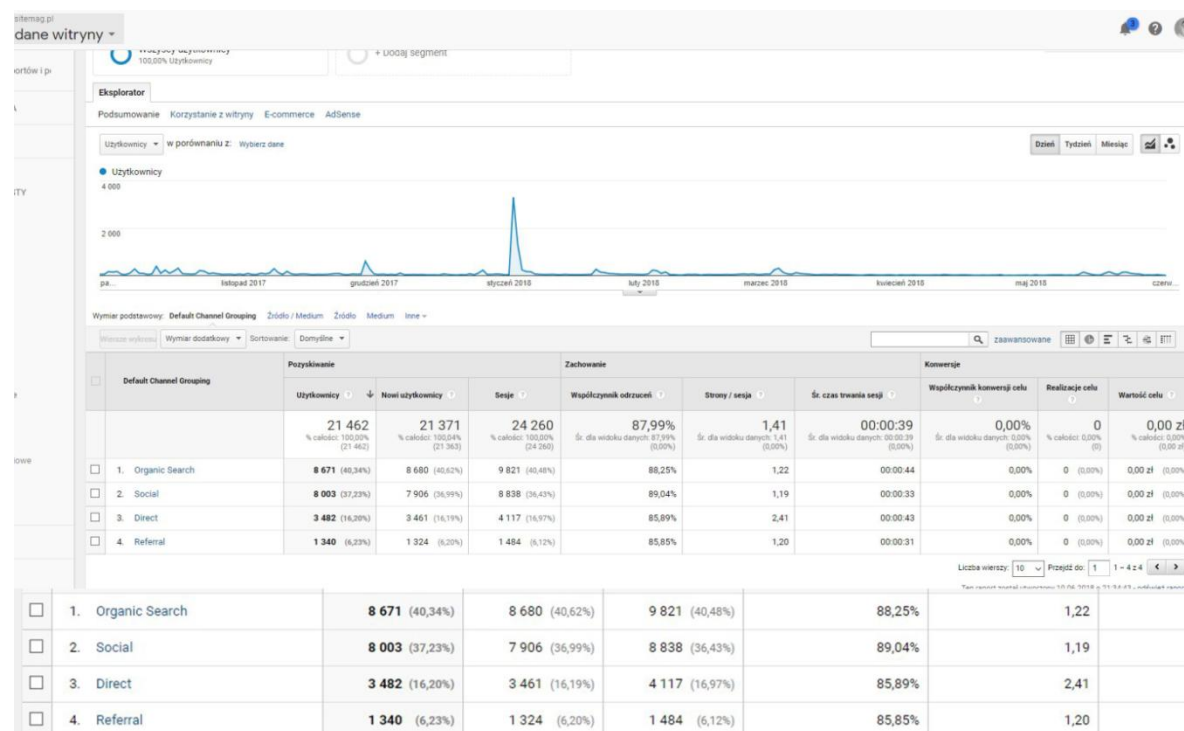 sitemag.pl
dane witryny
3
Wszyscy użytkownicy
100,00% Użytkownicy
+ Dodaj segment
Eksplorator
Podsumowanie Korzystanie z witryny E-commerce AdSense
Użytkownicy w porównaniu z: Wybierz dane
Dzień Tydzień Miesiąc
Użytkownicy
4 000
2 000
pa... listopad 2017 grudzień 2017 styczeń 2018 luty 2018 marzec 2018 kwiecień 2018 maj 2018 czerw...
Wymiar podstawowy: Default Channel Grouping Źródło / Medium Źródło Medium Inne
Wymiar dodatkowy Sortowanie: Domyślne zaawansowane
Default Channel Grouping
Pozyskiwanie Zachowanie Konwersje
Użytkownicy Nowi użytkownicy Sesje Współczynnik odrzuceń Strony / sesja Śr. czas trwania sesji Współczynnik konwersji celu Realizacje celu Wartość celu
21 462 21 371 24 260 87,99% 1,41 00:00:39 0,00% 0 0,00 zł
% całości: 100,00% % całości: 100,04% % całości: 100,00% Śr. dla widoku danych: 87,99% Śr. dla widoku danych: 1,41 Śr. dla widoku danych: 00:00:39 Śr. dla widoku danych: 0,00% % całości: 0,00% % całości: 0,00%
(21 462) (21 363) (24 260) (0,00%) (0,00%) (0,00%) (0,00%) (0) (0,00 zł
1. Organic Search 8 671 (40,34%) 8 680 (40,62%) 9 821 (40,48%) 88,25% 1,22 00:00:44 0,00% 0 (0,00%) 0,00 zł (0,00%
2. Social 8 003 (37,23%) 7 906 (36,99%) 8 838 (36,43%) 89,04% 1,19 00:00:33 0,00% 0 (0,00%) 0,00 zł (0,00%
3. Direct 3 482 (16,20%) 3 461 (16,19%) 4 117 (16,97%) 85,89% 2,41 00:00:43 0,00% 0 (0,00%) 0,00 zł (0,00%
4. Referral 1 340 (6,23%) 1 324 (6,20%) 1 484 (6,12%) 85,85% 1,20 00:00:31 0,00% 0 (0,00%) 0,00 zł (0,00%
Liczba wierszy: 10 Przejdź do: 1 1 – 4 z 4
1. Organic Search 8 671 (40,34%) 8 680 (40,62%) 9 821 (40,48%) 88,25% 1,22
2. Social 8 003 (37,23%) 7 906 (36,99%) 8 838 (36,43%) 89,04% 1,19
3. Direct 3 482 (16,20%) 3 461 (16,19%) 4 117 (16,97%) 85,89% 2,41
4. Referral 1 340 (6,23%) 1 324 (6,20%) 1 484 (6,12%) 85,85% 1,20